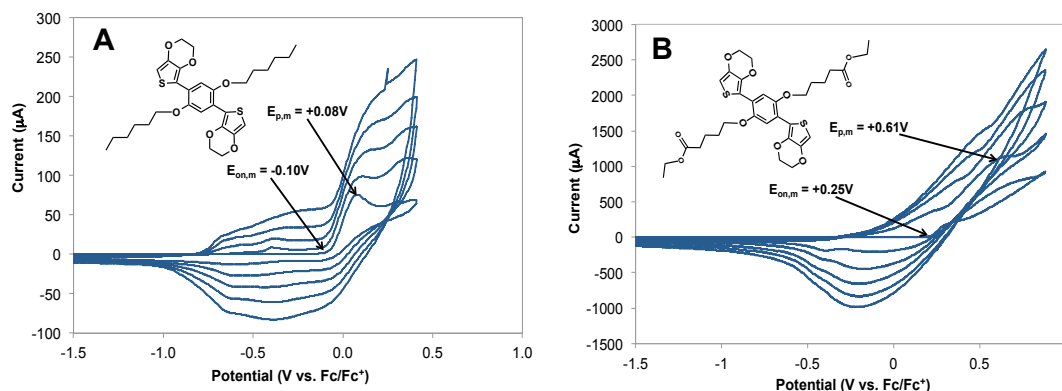 A
300
250
200
150
100
50
0
-50
-100
Current (µA)
O
O
S
O
O
S
O
O
E_p,m = +0.08V
E_on,m = -0.10V
-1.5
-1.0
-0.5
0.0
0.5
1.0
Potential (V vs. Fc/Fc⁺)
B
3000
2500
2000
1500
1000
500
0
-500
-1000
-1500
Current (µA)
O
O
O
O
S
O
S
O
O
O
O
O
E_p,m = +0.61V
E_on,m = +0.25V
-1.5
-1
-0.5
0
0.5
Potential (V vs. Fc/Fc⁺)